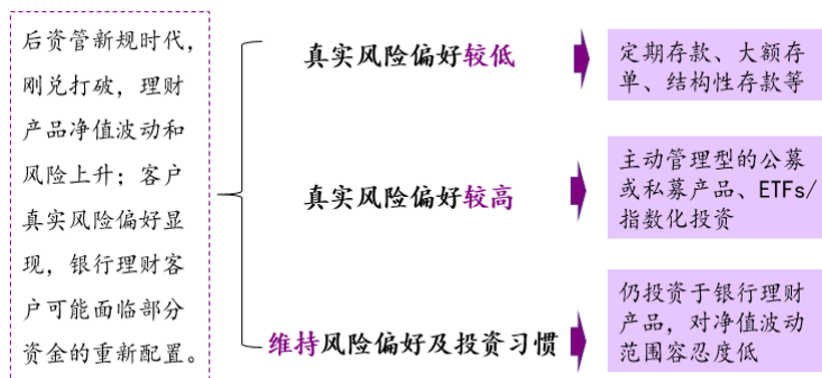 后资管新规时代，
刚兑打破，理财
产品净值波动和
风险上升；客户
真实风险偏好显
现，银行理财客
户可能面临部分
资金的重新配置。
真实风险偏好较低
定期存款、大额存
单、结构性存款等
真实风险偏好较高
主动管理型的公募
或私募产品、ETFs/
指数化投资
维持风险偏好及投资习惯
仍投资于银行理财
产品，对净值波动
范围容忍度低